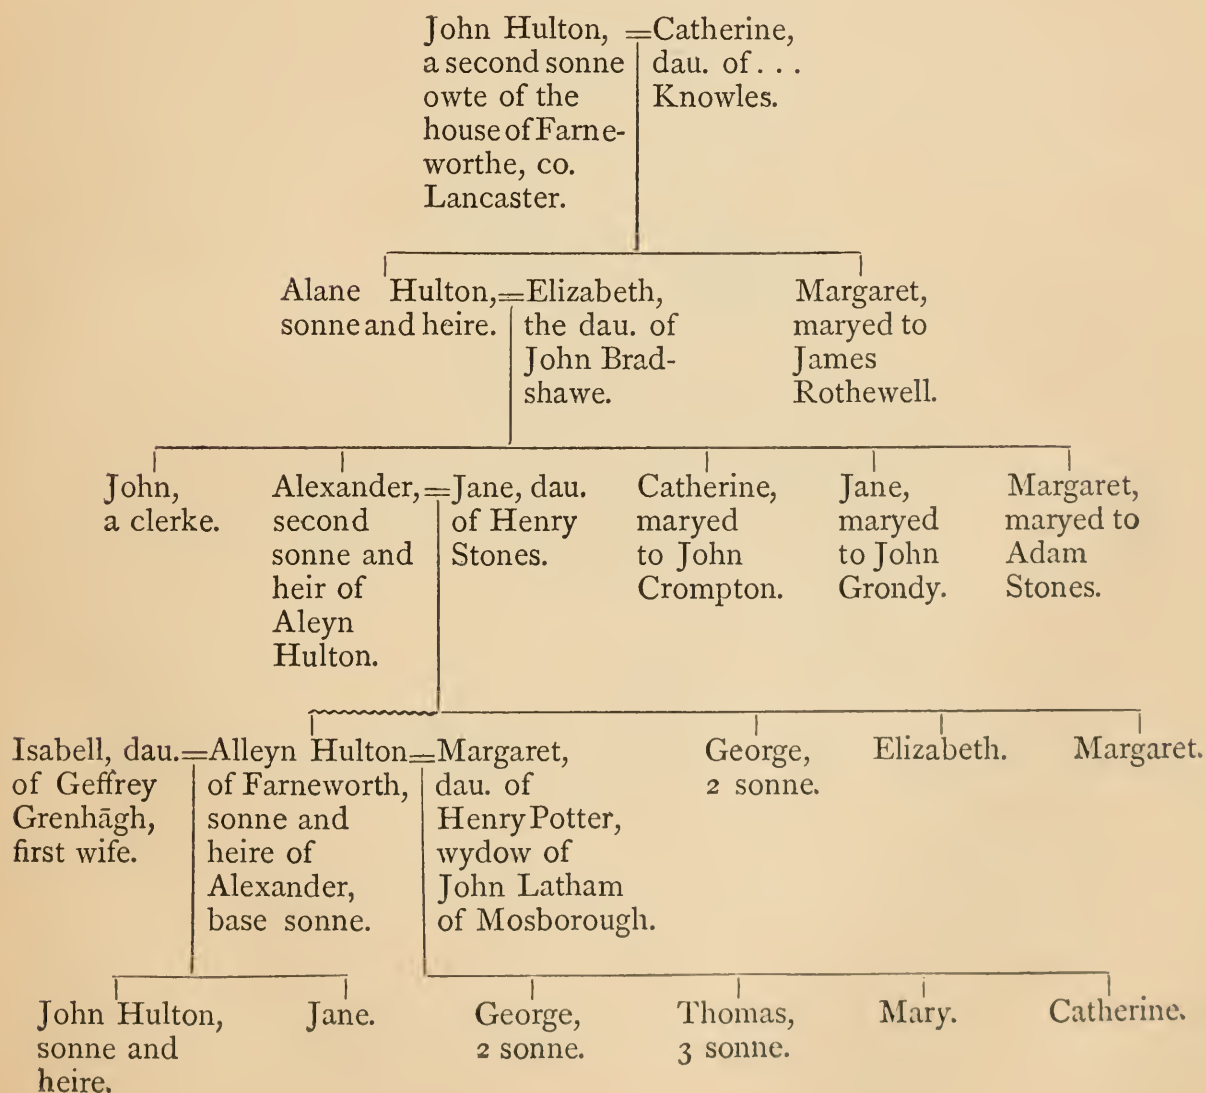 John Hulton, =Catherine,
a second sonne dau. of . . .
owte of the Knowles.
house of Farne-
worthe, co.
Lancaster.
Alane Hulton,=Elizabeth,
sonne and heire. the dau. of
John Brad-
shawe.
Margaret,
maryed to
James
Rothewell.
John,
a clerke.
Alexander,=Jane, dau.
second of Henry
sonne and Stones.
heir of
Aleyn
Hulton.
Catherine,
maryed
to John
Crompton.
Jane,
maryed
to John
Grondy.
Margaret,
maryed to
Adam
Stones.
Isabell, dau.=Alleyn Hulton=Margaret,
of Geffrey of Farneworth, dau. of
Grenhāgh, sonne and Henry Potter,
first wife. heire of wydow of
Alexander, John Latham
base sonne. of Mosborough.
George,
2 sonne.
Elizabeth.
Margaret.
John Hulton,
sonne and
heire.
Jane.
George,
2 sonne.
Thomas,
3 sonne.
Mary.
Catherine.